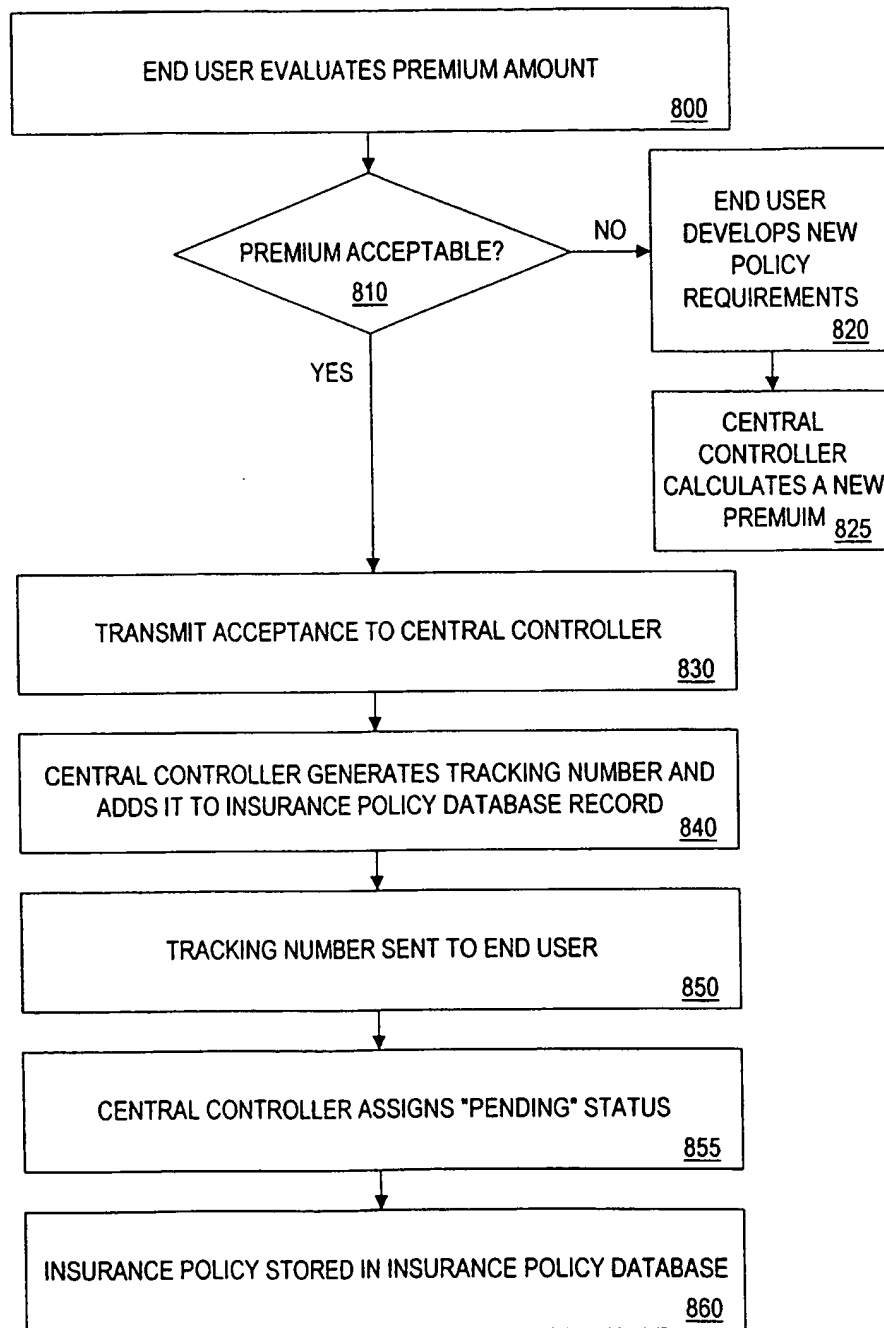 END USER EVALUATES PREMIUM AMOUNT
800
PREMIUM ACCEPTABLE?
810
NO
END USER
DEVELOPS NEW
POLICY
REQUIREMENTS
820
YES
CENTRAL
CONTROLLER
CALCULATES A NEW
PREMUIM
825
TRANSMIT ACCEPTANCE TO CENTRAL CONTROLLER
830
CENTRAL CONTROLLER GENERATES TRACKING NUMBER AND
ADDS IT TO INSURANCE POLICY DATABASE RECORD
840
TRACKING NUMBER SENT TO END USER
850
CENTRAL CONTROLLER ASSIGNS "PENDING" STATUS
855
INSURANCE POLICY STORED IN INSURANCE POLICY DATABASE
860